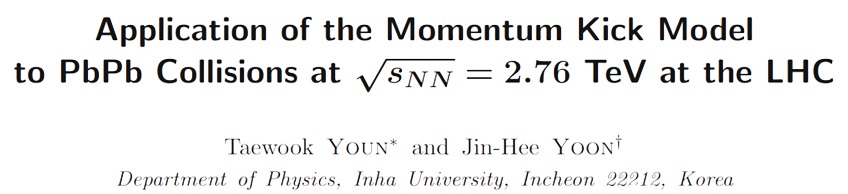 Application of the Momentum Kick Model
to PbPb Collisions at √sNN = 2.76 TeV at the LHC
Taewook YOUN* and Jin-Hee YOON†
Department of Physics, Inha University, Incheon 22212, Korea